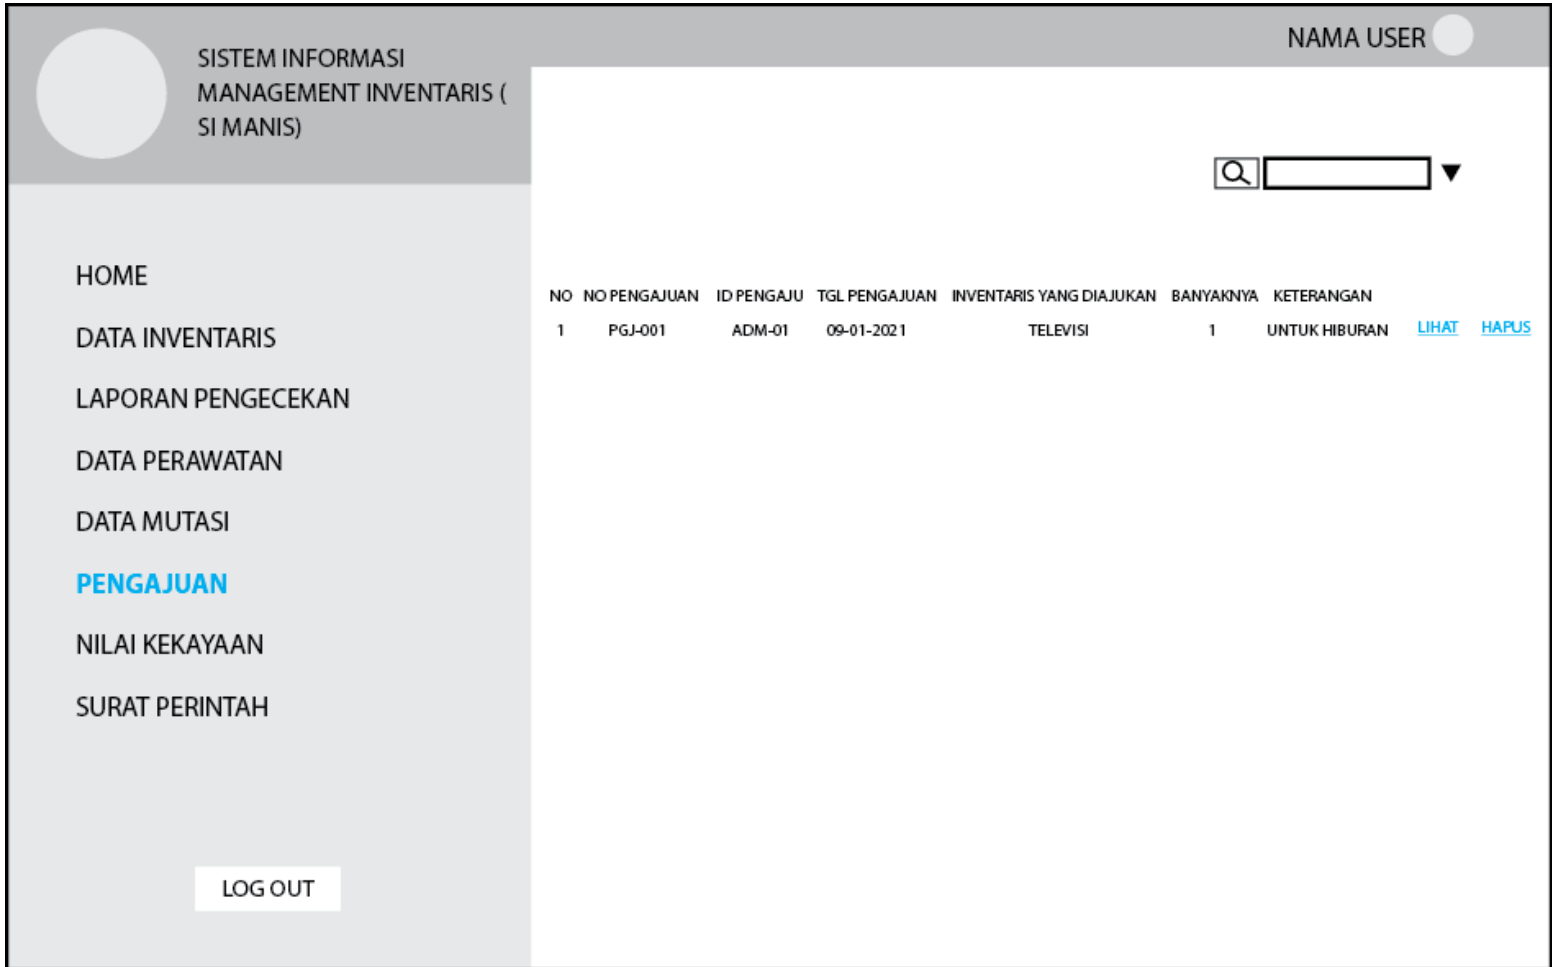 SISTEM INFORMASI
MANAGEMENT INVENTARIS (
SI MANIS)
NAMA USER
HOME
DATA INVENTARIS
LAPORAN PENGECEKAN
DATA PERAWATAN
DATA MUTASI
PENGAJUAN
NILAI KEKAYAAN
SURAT PERINTAH
LOG OUT
NO NO PENGAJUAN ID PENGAJU TGL PENGAJUAN INVENTARIS YANG DIAJUKAN BANYAKNYA KETERANGAN
1 PGJ-001 ADM-01 09-01-2021 TELEVISI 1 UNTUK HIBURAN LIHAT HAPUS